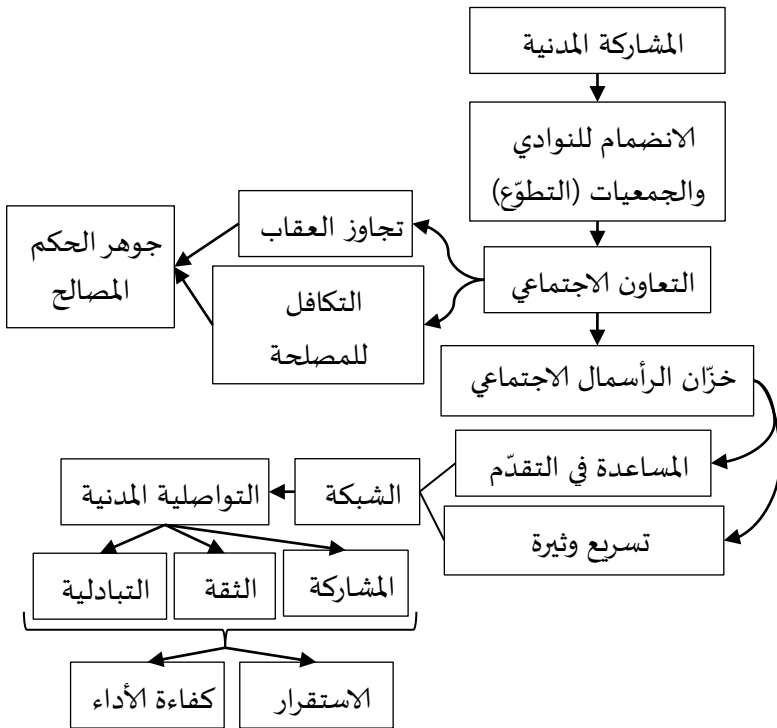 المشاركة المدنية
الانضمام للنوادي
والجمعيات (التطوّع)
تجاوز العقاب
جوهر الحكم
المصالح
التعاون الاجتماعي
التكافل
للمصلحة
خزّان الرأسمال الاجتماعي
المساعدة في التقدّم
الشبكة
التواصلية المدنية
تسريع وثيرة
المشاركة
الثقة
التبادلية
الاستقرار
كفاءة الأداء